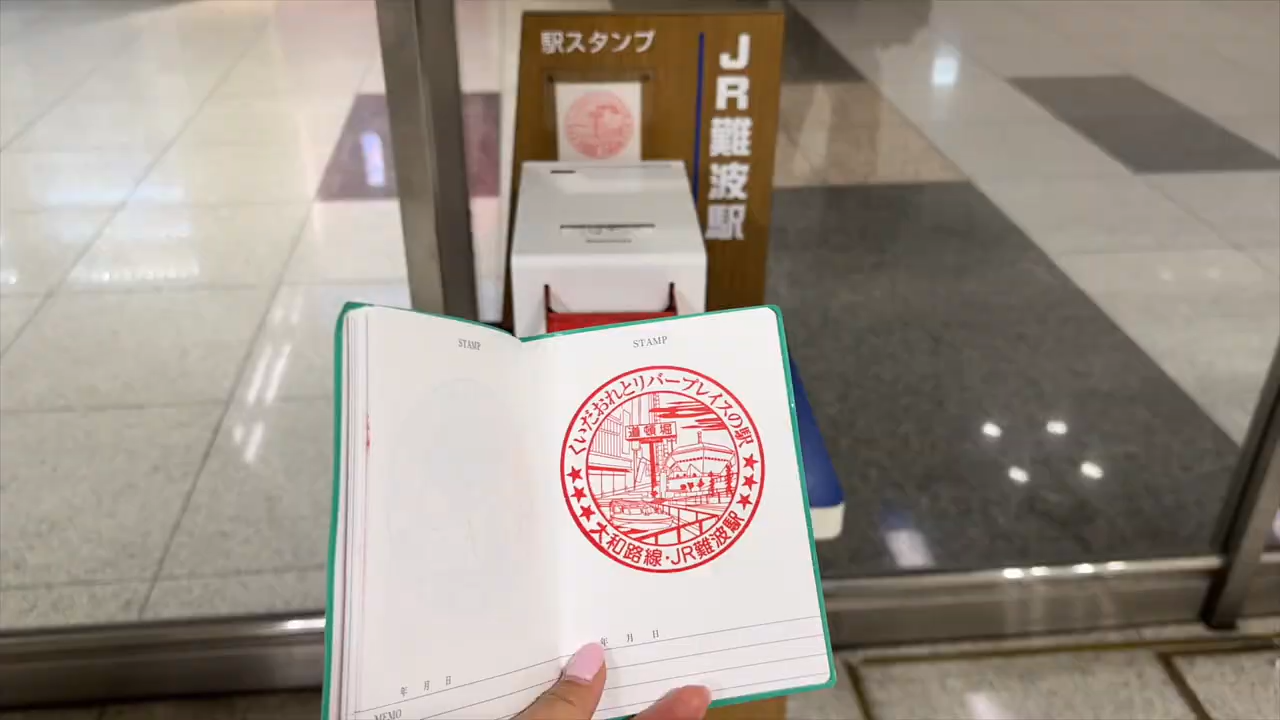 駅スタンプ
JR難波駅
STAMP
STAMP
くいだおれとリバープレイスの駅
道頓堀
大和路線・JR難波駅
年 月 日
年 月 日
MEMO